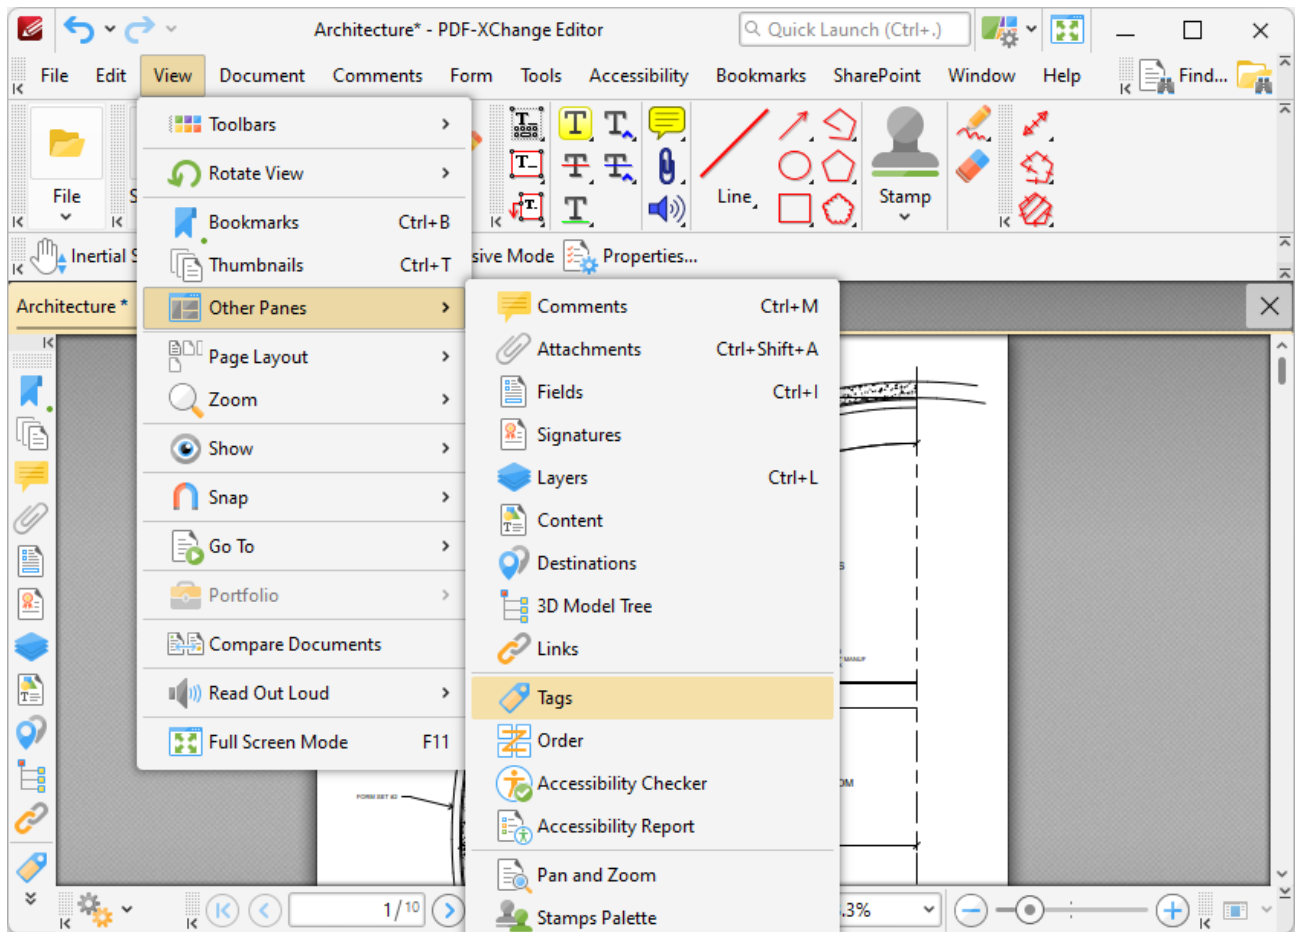 Architecture* - PDF-XChange Editor
Quick Launch (Ctrl+.)
File Edit View Document Comments Form Tools Accessibility Bookmarks SharePoint Window Help Find...
File
Line
Stamp
Inertial
Mode Properties...
Architecture *
Toolbars
Rotate View
Bookmarks Ctrl+B
Thumbnails Ctrl+T
Other Panes
Page Layout
Zoom
Show
Snap
Go To
Portfolio
Compare Documents
Read Out Loud
Full Screen Mode F11
Comments Ctrl+M
Attachments Ctrl+Shift+A
Fields Ctrl+I
Signatures
Layers Ctrl+L
Content
Destinations
3D Model Tree
Links
Tags
Order
Accessibility Checker
Accessibility Report
Pan and Zoom
Stamps Palette
FORM SET #2
1/10
.3%